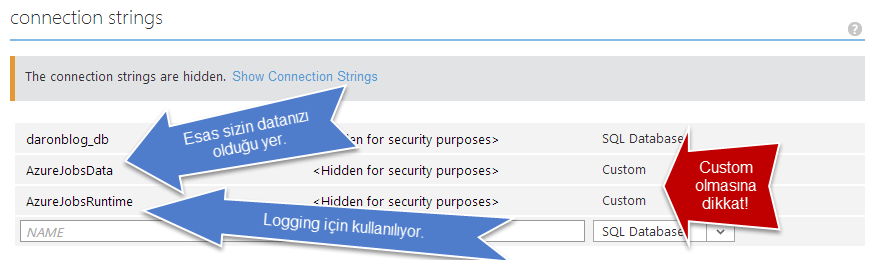 connection strings
The connection strings are hidden. Show Connection Strings
Esas sizin datanızı
olduğu yer.
daronblog_db <Hidden for security purposes> SQL Database
AzureJobsData <Hidden for security purposes> Custom
AzureJobsRuntime <Hidden for security purposes> Custom
Custom
olmasına
dikkat!
Logging için kullanılıyor.
NAME SQL Database